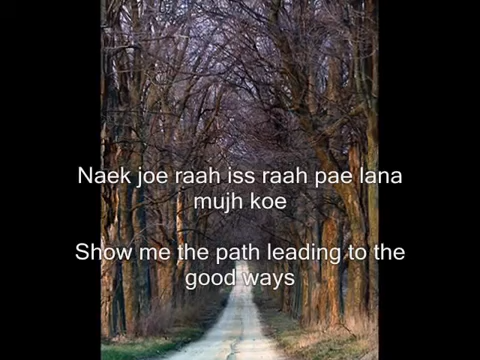 Naek joe raah iss raah pae lana
mujh koe
Show me the path leading to the
good ways